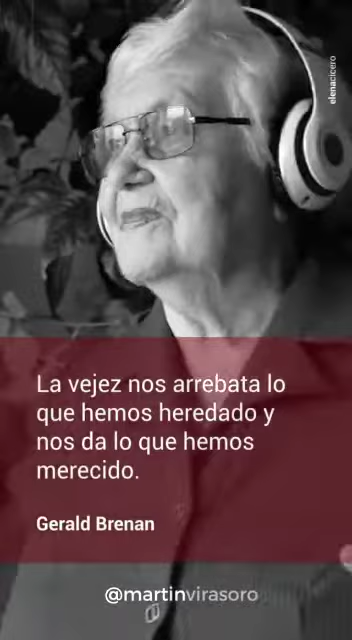 elenacicero
La vejez nos arrebata lo
que hemos heredado y
nos da lo que hemos
merecido.
Gerald Brenan
@martinvirasoro